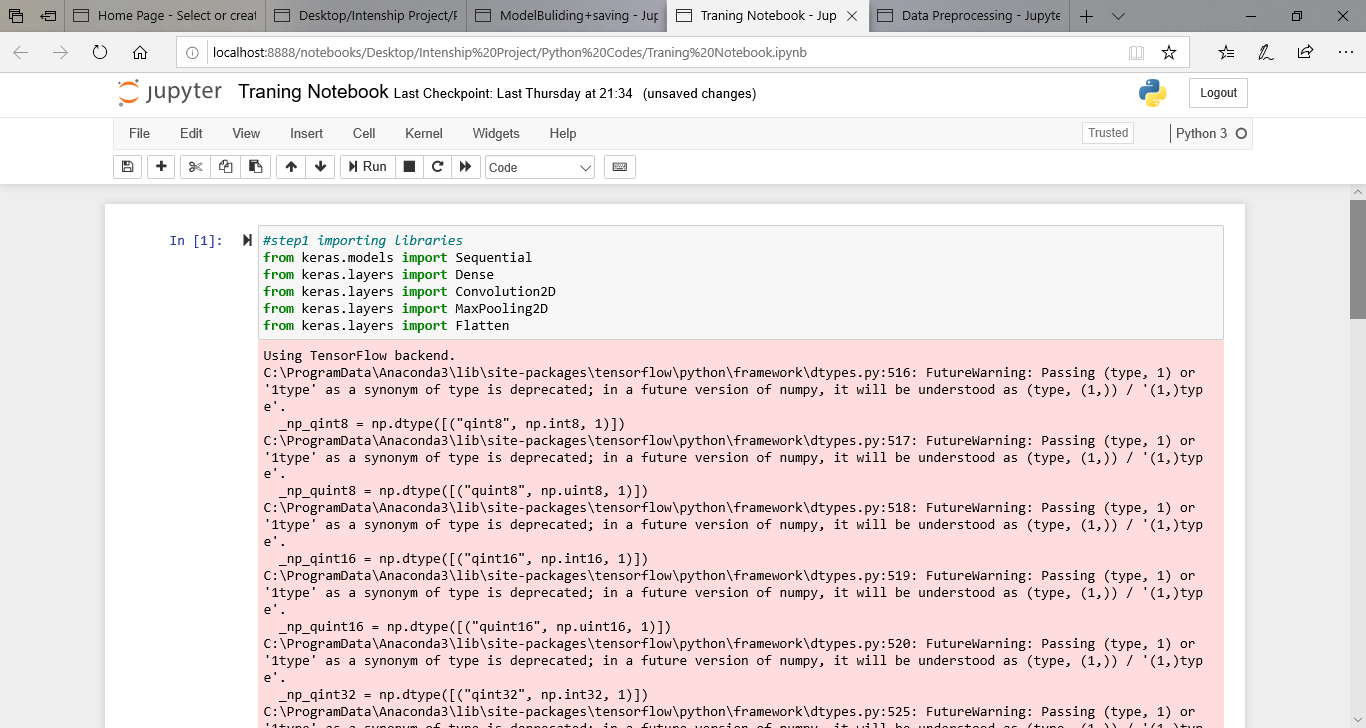 Home Page - Select or creat
Desktop/Intenship Project/P
ModelBuliding+saving - Jup
Traning Notebook - Jup
Data Preprocessing - Jupyte
localhost:8888/notebooks/Desktop/Intenship%20Project/Python%20Codes/Traning%20Notebook.ipynb
jupyter Traning Notebook Last Checkpoint: Last Thursday at 21:34 (unsaved changes)
Logout
File Edit View Insert Cell Kernel Widgets Help
Trusted
Python 3
Run
Code
In [1]:
#step1 importing libraries
from keras.models import Sequential
from keras.layers import Dense
from keras.layers import Convolution2D
from keras.layers import MaxPooling2D
from keras.layers import Flatten
Using TensorFlow backend.
C:\ProgramData\Anaconda3\lib\site-packages\tensorflow\python\framework\dtypes.py:516: FutureWarning: Passing (type, 1) or
'1type' as a synonym of type is deprecated; in a future version of numpy, it will be understood as (type, (1,)) / '(1,)typ
e'.
_np_qint8 = np.dtype([("qint8", np.int8, 1)])
C:\ProgramData\Anaconda3\lib\site-packages\tensorflow\python\framework\dtypes.py:517: FutureWarning: Passing (type, 1) or
'1type' as a synonym of type is deprecated; in a future version of numpy, it will be understood as (type, (1,)) / '(1,)typ
e'.
_np_quint8 = np.dtype([("quint8", np.uint8, 1)])
C:\ProgramData\Anaconda3\lib\site-packages\tensorflow\python\framework\dtypes.py:518: FutureWarning: Passing (type, 1) or
'1type' as a synonym of type is deprecated; in a future version of numpy, it will be understood as (type, (1,)) / '(1,)typ
e'.
_np_qint16 = np.dtype([("qint16", np.int16, 1)])
C:\ProgramData\Anaconda3\lib\site-packages\tensorflow\python\framework\dtypes.py:519: FutureWarning: Passing (type, 1) or
'1type' as a synonym of type is deprecated; in a future version of numpy, it will be understood as (type, (1,)) / '(1,)typ
e'.
_np_quint16 = np.dtype([("quint16", np.uint16, 1)])
C:\ProgramData\Anaconda3\lib\site-packages\tensorflow\python\framework\dtypes.py:520: FutureWarning: Passing (type, 1) or
'1type' as a synonym of type is deprecated; in a future version of numpy, it will be understood as (type, (1,)) / '(1,)typ
e'.
_np_qint32 = np.dtype([("qint32", np.int32, 1)])
C:\ProgramData\Anaconda3\lib\site-packages\tensorflow\python\framework\dtypes.py:525: FutureWarning: Passing (type, 1) or